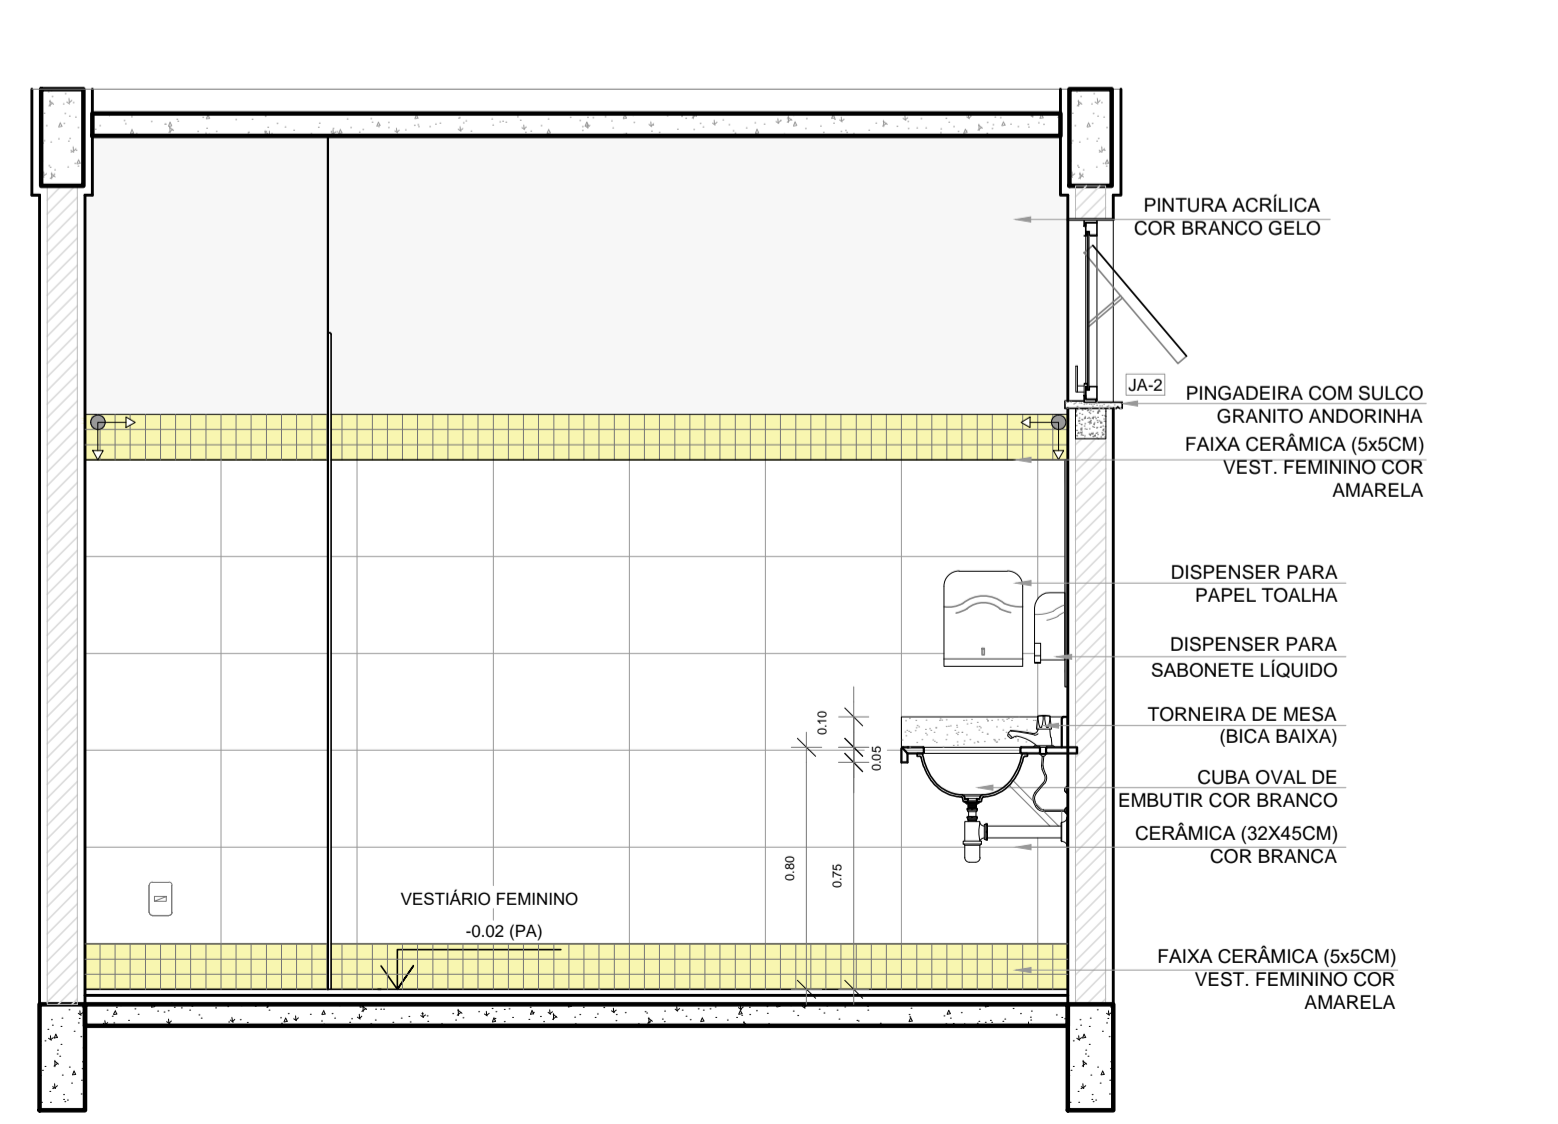 PINTURA ACRÍLICA
COR BRANCO GELO
JA-2
PINGADEIRA COM SULCO
GRANITO ANDORINHA
FAIXA CERÂMICA (5x5CM)
VEST. FEMININO COR
AMARELA
DISPENSER PARA
PAPEL TOALHA
DISPENSER PARA
SABONETE LÍQUIDO
TORNEIRA DE MESA
(BICA BAIXA)
0.10
0.05
CUBA OVAL DE
EMBUTIR COR BRANCO
CERÂMICA (32X45CM)
COR BRANCA
0.80
0.75
VESTIÁRIO FEMININO
-0.02 (PA)
FAIXA CERÂMICA (5x5CM)
VEST. FEMININO COR
AMARELA